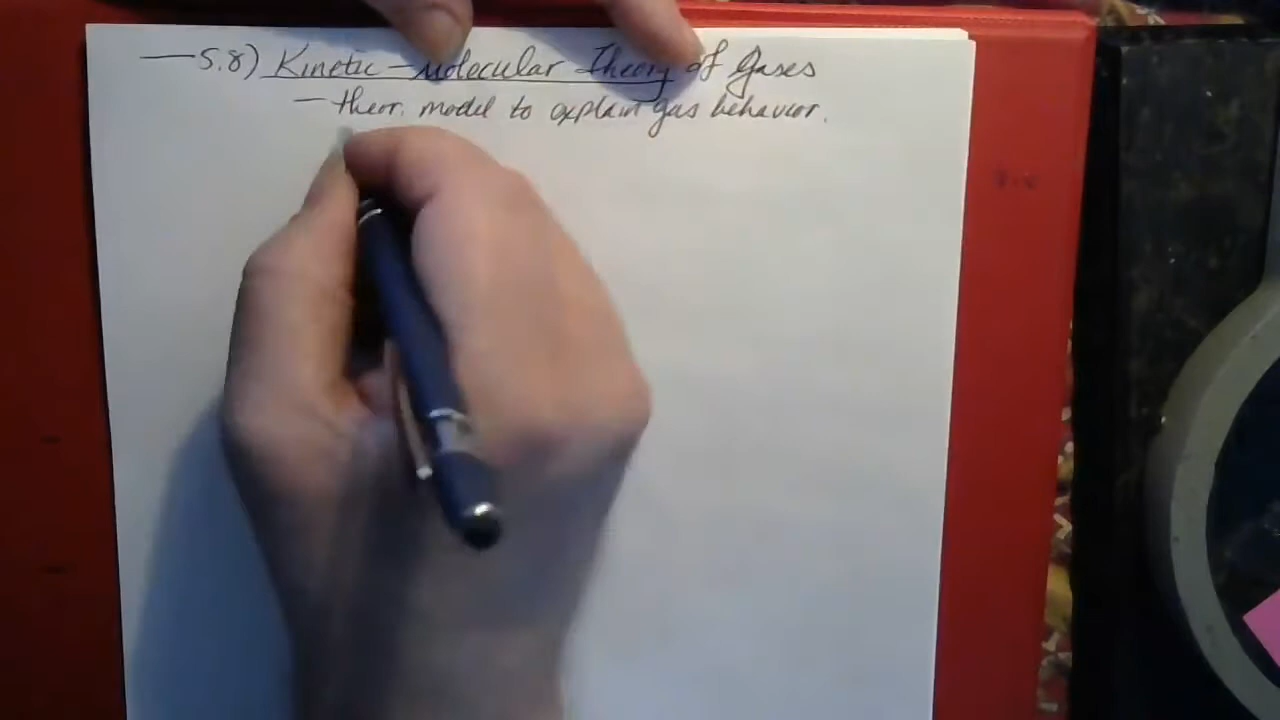 — 5.8) Kinetic - Molecular Theory of Gases
— theor. model to explain gas behavior.